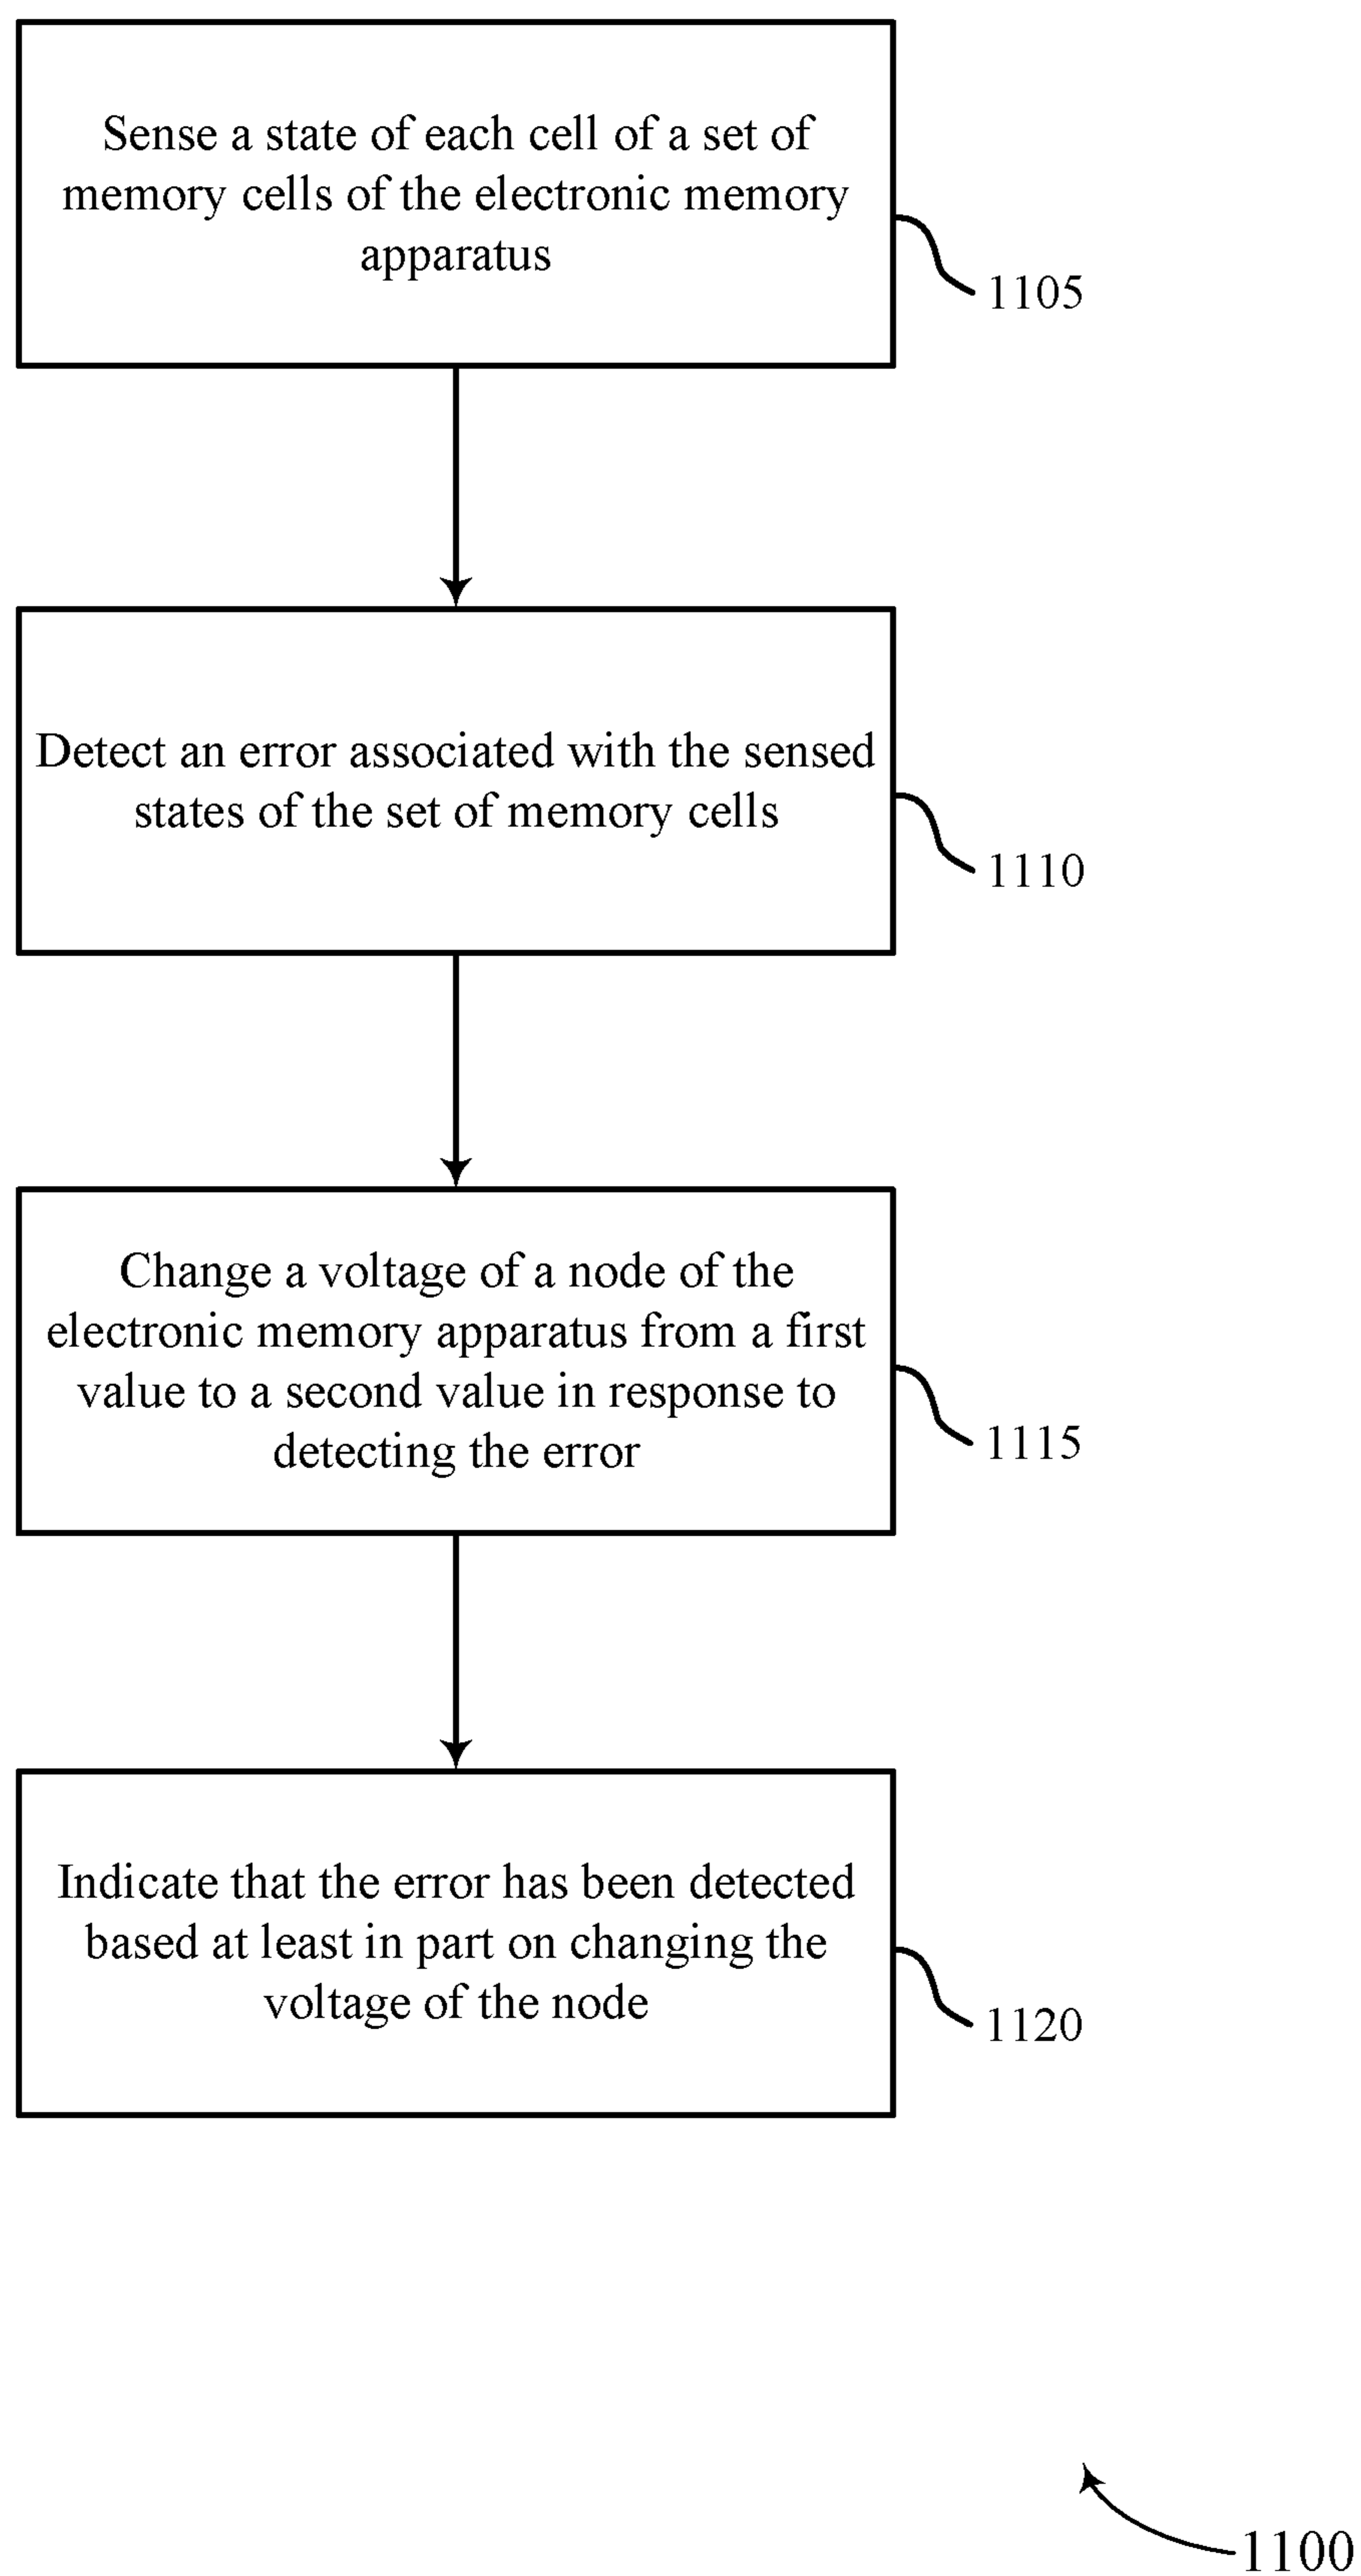 Sense a state of each cell of a set of
memory cells of the electronic memory
apparatus
1105
Detect an error associated with the sensed
states of the set of memory cells
1110
Change a voltage of a node of the
electronic memory apparatus from a first
value to a second value in response to
detecting the error
1115
Indicate that the error has been detected
based at least in part on changing the
voltage of the node
1120
1100